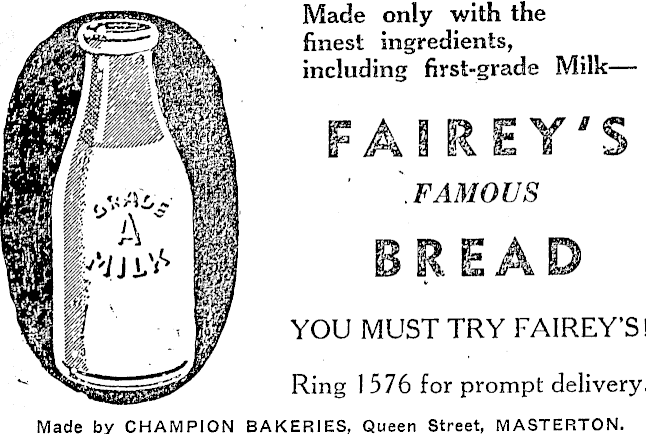 Made only with the
finest ingredients,
including first-grade Milk—
FAIREY'S
FAMOUS
BREAD
GRADE
A
MILK
YOU MUST TRY FAIREY'S!
Ring 1576 for prompt delivery.
Made by CHAMPION BAKERIES, Queen Street, MASTERTON.